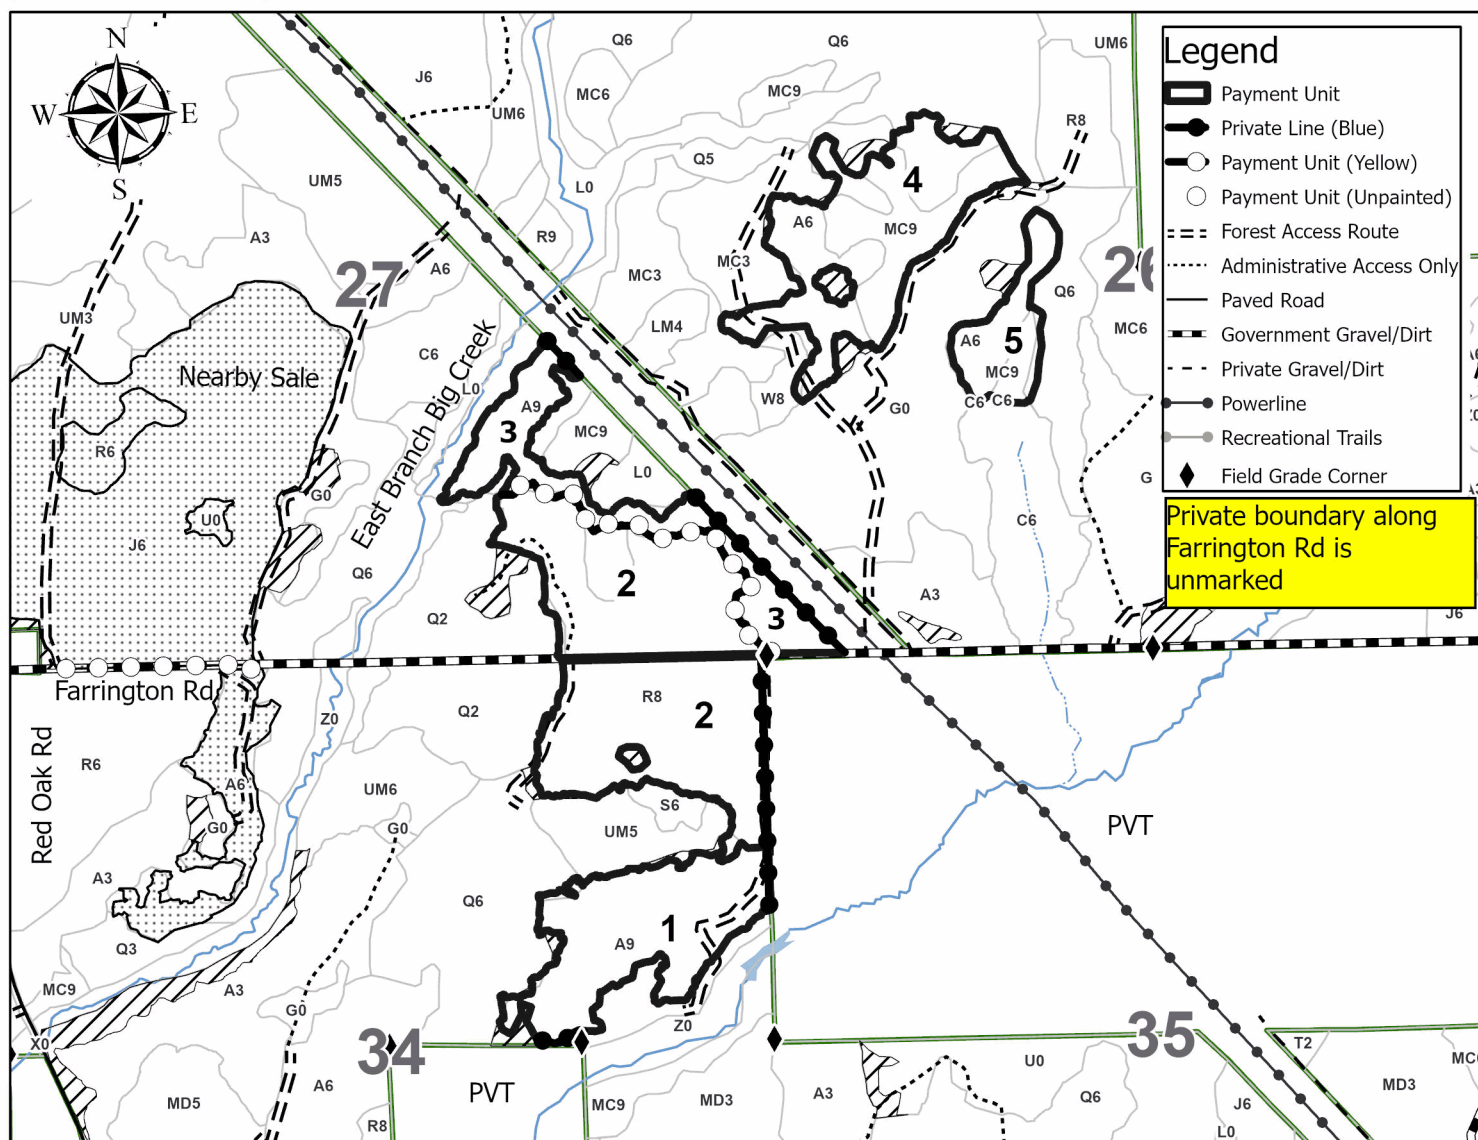 N
W
E
S
Legend
Payment Unit
Private Line (Blue)
Payment Unit (Yellow)
Payment Unit (Unpainted)
Forest Access Route
Administrative Access Only
Paved Road
Government Gravel/Dirt
Private Gravel/Dirt
Powerline
Recreational Trails
Field Grade Corner
Private boundary along
Farrington Rd is
unmarked
Q6
Q6
UM6
J6
MC6
MC9
UM6
R8
Q5
UM5
L0
4
A6
A3
R9
MC9
27
A6
MC3
MC3
26
Q6
UM3
LM4
MC6
C6
A6
5
Nearby Sale
L0
MC9
East Branch Big Creek
A9
W8
G0
C6
C6
3
MC9
R6
L0
G
G0
U0
C6
J6
Q6
2
A3
Q2
3
J6
Farrington Rd
R8
2
Q2
Z0
Red Oak Rd
R6
A6
UM6
S6
G0
G0
UM5
PVT
A3
Q6
1
A9
Q3
MC9
A3
G0
Z0
X0
34
35
T2
U0
MC
A6
PVT
MD5
MC9
MD3
A3
Q6
MD3
J6
R8
L0